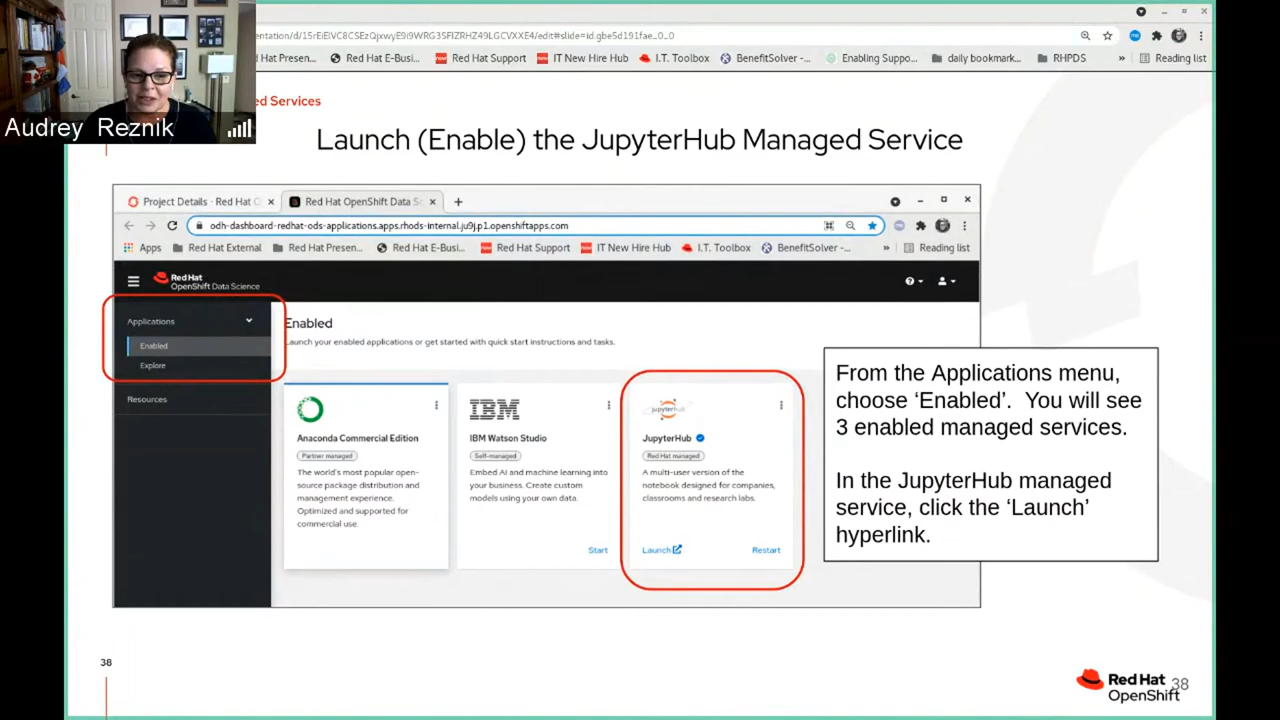 entation/d/15rEiEIVC8CSEzQjxwyE9i9WRG3SFIZRHZ49LGCVXXE4/edit#slide=id.gbe5d191fae_0_0
Hat Presen...
Red Hat E-Busi...
Red Hat Support
IT New Hire Hub
I.T. Toolbox
BenefitSolver -...
Enabling Suppo...
daily bookmark...
RHPDS
»
Reading list
Audrey Reznik
ed Services
Launch (Enable) the JupyterHub Managed Service
Project Details - Red Hat O
Red Hat OpenShift Data Sc
odh-dashboard-redhat-ods-applications.apps.rhods-internal.ju9j.p1.openshiftapps.com
Apps
Red Hat External
Red Hat Presen...
Red Hat E-Busi...
Red Hat Support
IT New Hire Hub
I.T. Toolbox
BenefitSolver -...
»
Reading list
Red Hat
OpenShift Data Science
Applications
Enabled
Explore
Resources
Enabled
Launch your enabled applications or get started with quick start instructions and tasks.
Anaconda Commercial Edition
Partner managed
The world's most popular open-
source package distribution and
management experience.
Optimized and supported for
commercial use.
IBM
IBM Watson Studio
Self-managed
Embed AI and machine learning into
your business. Create custom
models using your own data.
Start
jupyterhub
JupyterHub
Red Hat managed
A multi-user version of the
notebook designed for companies,
classrooms and research labs.
Launch
Restart
From the Applications menu,
choose ‘Enabled’. You will see
3 enabled managed services.
In the JupyterHub managed
service, click the ‘Launch’
hyperlink.
38
Red Hat
OpenShift
38